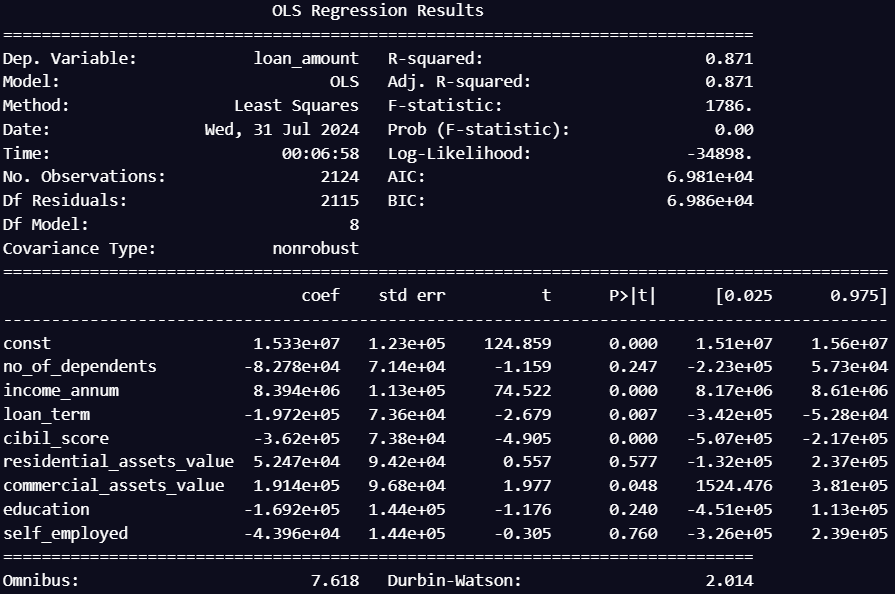 OLS Regression Results
==============================================================================
Dep. Variable: loan_amount R-squared: 0.871
Model: OLS Adj. R-squared: 0.871
Method: Least Squares F-statistic: 1786.
Date: Wed, 31 Jul 2024 Prob (F-statistic): 0.00
Time: 00:06:58 Log-Likelihood: -34898.
No. Observations: 2124 AIC: 6.981e+04
Df Residuals: 2115 BIC: 6.986e+04
Df Model: 8
Covariance Type: nonrobust
============================================================================================
coef std err t P>|t| [0.025 0.975]
--------------------------------------------------------------------------------------------
const 1.533e+07 1.23e+05 124.859 0.000 1.51e+07 1.56e+07
no_of_dependents -8.278e+04 7.14e+04 -1.159 0.247 -2.23e+05 5.73e+04
income_annum 8.394e+06 1.13e+05 74.522 0.000 8.17e+06 8.61e+06
loan_term -1.972e+05 7.36e+04 -2.679 0.007 -3.42e+05 -5.28e+04
cibil_score -3.62e+05 7.38e+04 -4.905 0.000 -5.07e+05 -2.17e+05
residential_assets_value 5.247e+04 9.42e+04 0.557 0.577 -1.32e+05 2.37e+05
commercial_assets_value 1.914e+05 9.68e+04 1.977 0.048 1524.476 3.81e+05
education -1.692e+05 1.44e+05 -1.176 0.240 -4.51e+05 1.13e+05
self_employed -4.396e+04 1.44e+05 -0.305 0.760 -3.26e+05 2.39e+05
==============================================================================
Omnibus: 7.618 Durbin-Watson: 2.014